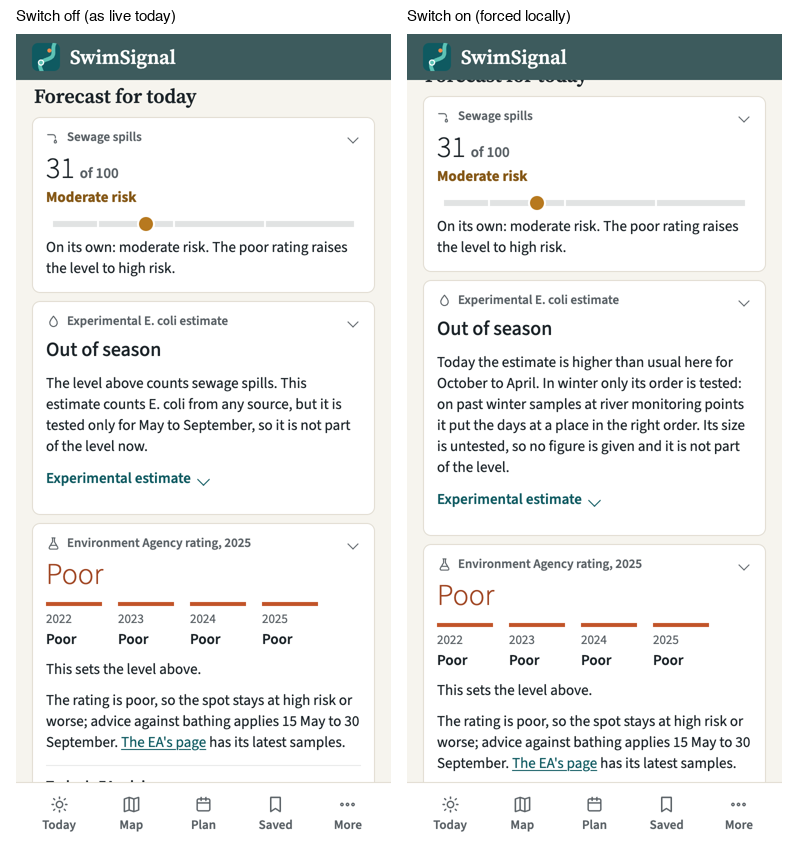 Switch off (as live today)
SwimSignal
Forecast for today
Sewage spills
31 of 100
Moderate risk
On its own: moderate risk. The poor rating raises
the level to high risk.
Experimental E. coli estimate
Out of season
The level above counts sewage spills. This
estimate counts E. coli from any source, but it is
tested only for May to September, so it is not part
of the level now.
Experimental estimate
Environment Agency rating, 2025
Poor
2022 2023 2024 2025
Poor Poor Poor Poor
This sets the level above.
The rating is poor, so the spot stays at high risk or
worse; advice against bathing applies 15 May to 30
September. The EA's page has its latest samples.
Today Map Plan Saved More
Switch on (forced locally)
SwimSignal
Forecast for today
Sewage spills
31 of 100
Moderate risk
On its own: moderate risk. The poor rating raises
the level to high risk.
Experimental E. coli estimate
Out of season
Today the estimate is higher than usual here for
October to April. In winter only its order is tested:
on past winter samples at river monitoring points
it put the days at a place in the right order. Its size
is untested, so no figure is given and it is not part
of the level.
Experimental estimate
Environment Agency rating, 2025
Poor
2022 2023 2024 2025
Poor Poor Poor Poor
This sets the level above.
The rating is poor, so the spot stays at high risk or
worse; advice against bathing applies 15 May to 30
September. The EA's page has its latest samples.
Today Map Plan Saved More